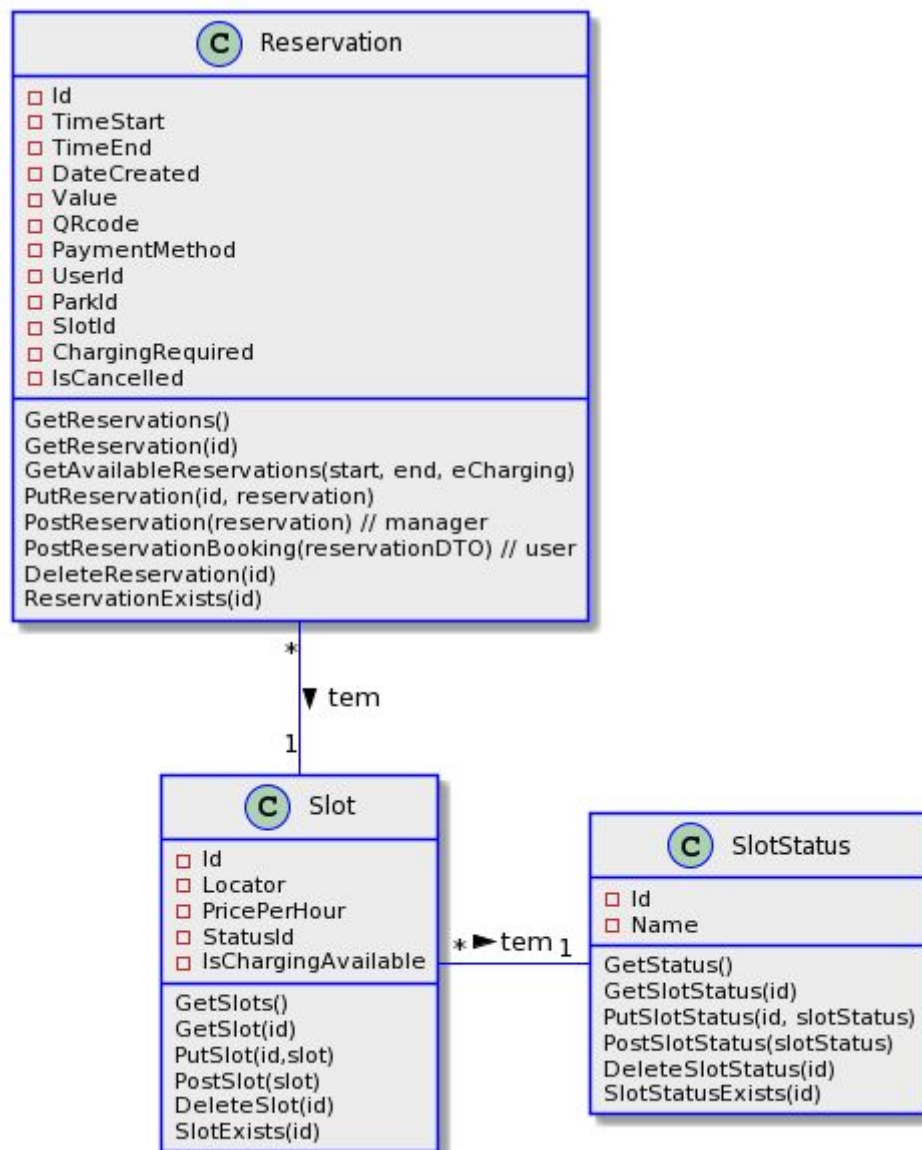 C Reservation
Id
TimeStart
TimeEnd
DateCreated
Value
QRcode
PaymentMethod
UserId
ParkId
SlotId
ChargingRequired
IsCancelled
GetReservations()
GetReservation(id)
GetAvailableReservations(start, end, eCharging)
PutReservation(id, reservation)
PostReservation(reservation) // manager
PostReservationBooking(reservationDTO) // user
DeleteReservation(id)
ReservationExists(id)
*
tem
1
C Slot
Id
Locator
PricePerHour
StatusId
IsChargingAvailable
GetSlots()
GetSlot(id)
PutSlot(id,slot)
PostSlot(slot)
DeleteSlot(id)
SlotExists(id)
* tem 1
C SlotStatus
Id
Name
GetStatus()
GetSlotStatus(id)
PutSlotStatus(id, slotStatus)
PostSlotStatus(slotStatus)
DeleteSlotStatus(id)
SlotStatusExists(id)